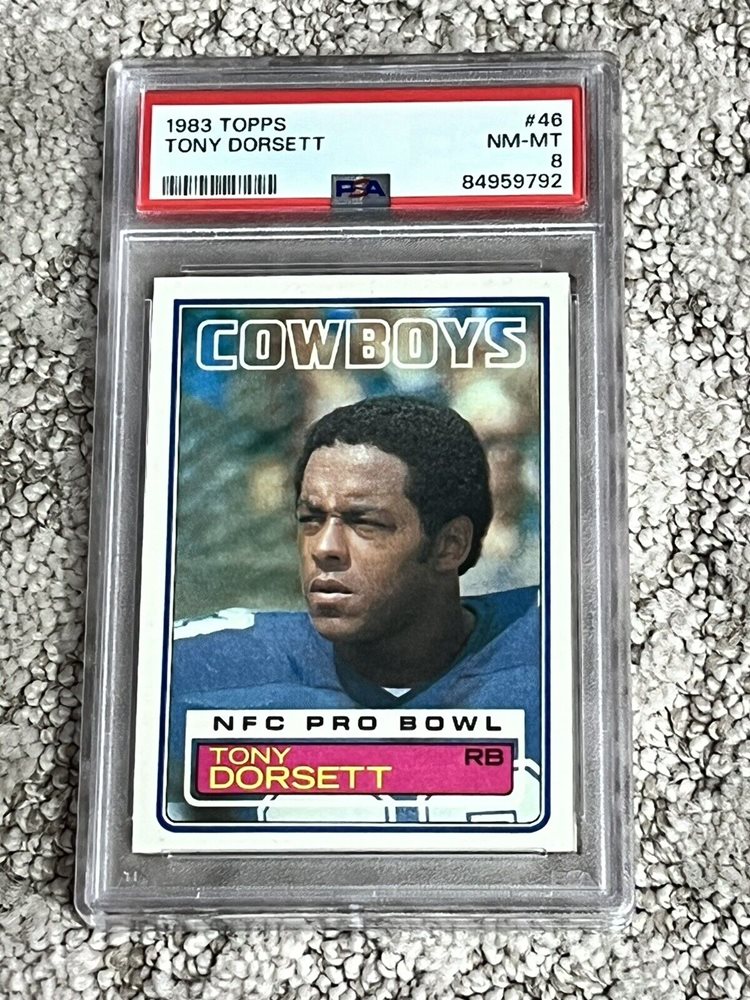 1983 TOPPS #46
TONY DORSETT NM-MT
8
PSA 84959792
COWBOYS
NFC PRO BOWL
TONY RB
DORSETT